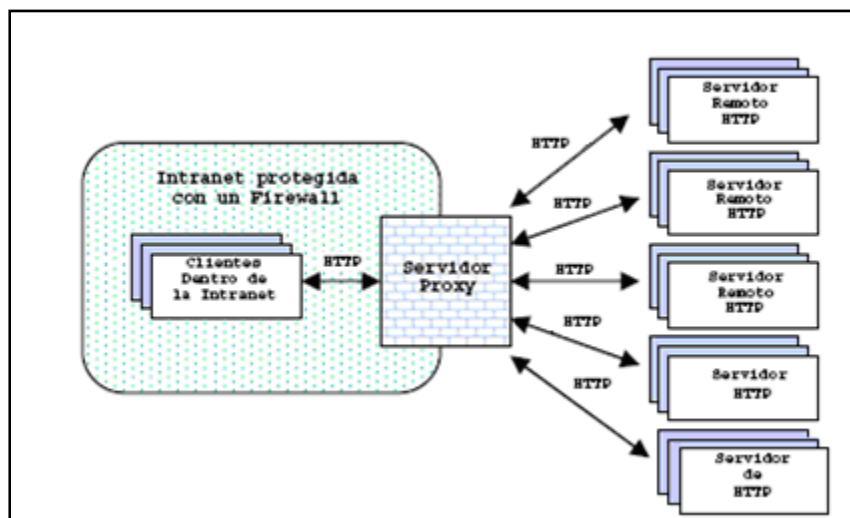 Intranet protegida
con un Firewall
Clientes
Dentro de
la Intranet
HTTP
Servidor
Proxy
HTTP
HTTP
HTTP
HTTP
HTTP
Servidor
Remoto
HTTP
Servidor
Remoto
HTTP
Servidor
Remoto
HTTP
Servidor
HTTP
Servidor
de
HTTP